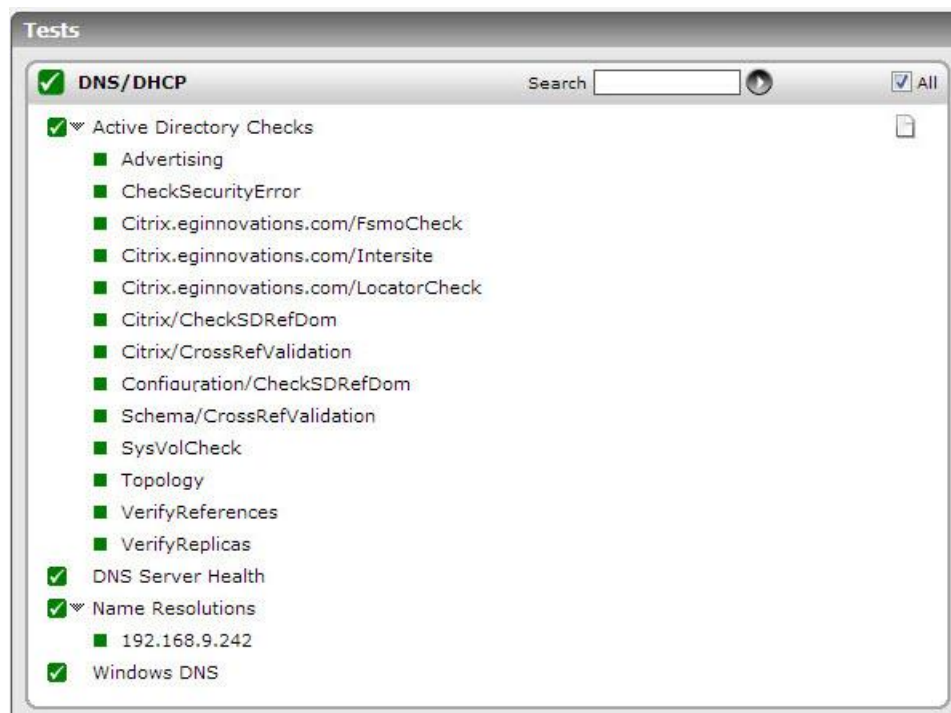 Tests
DNS/DHCP Search All
Active Directory Checks
Advertising
CheckSecurityError
Citrix.eginnovations.com/FsmoCheck
Citrix.eginnovations.com/Intersite
Citrix.eginnovations.com/LocatorCheck
Citrix/CheckSDRefDom
Citrix/CrossRefValidation
Configuration/CheckSDRefDom
Schema/CrossRefValidation
SysVolCheck
Topology
VerifyReferences
VerifyReplicas
DNS Server Health
Name Resolutions
192.168.9.242
Windows DNS